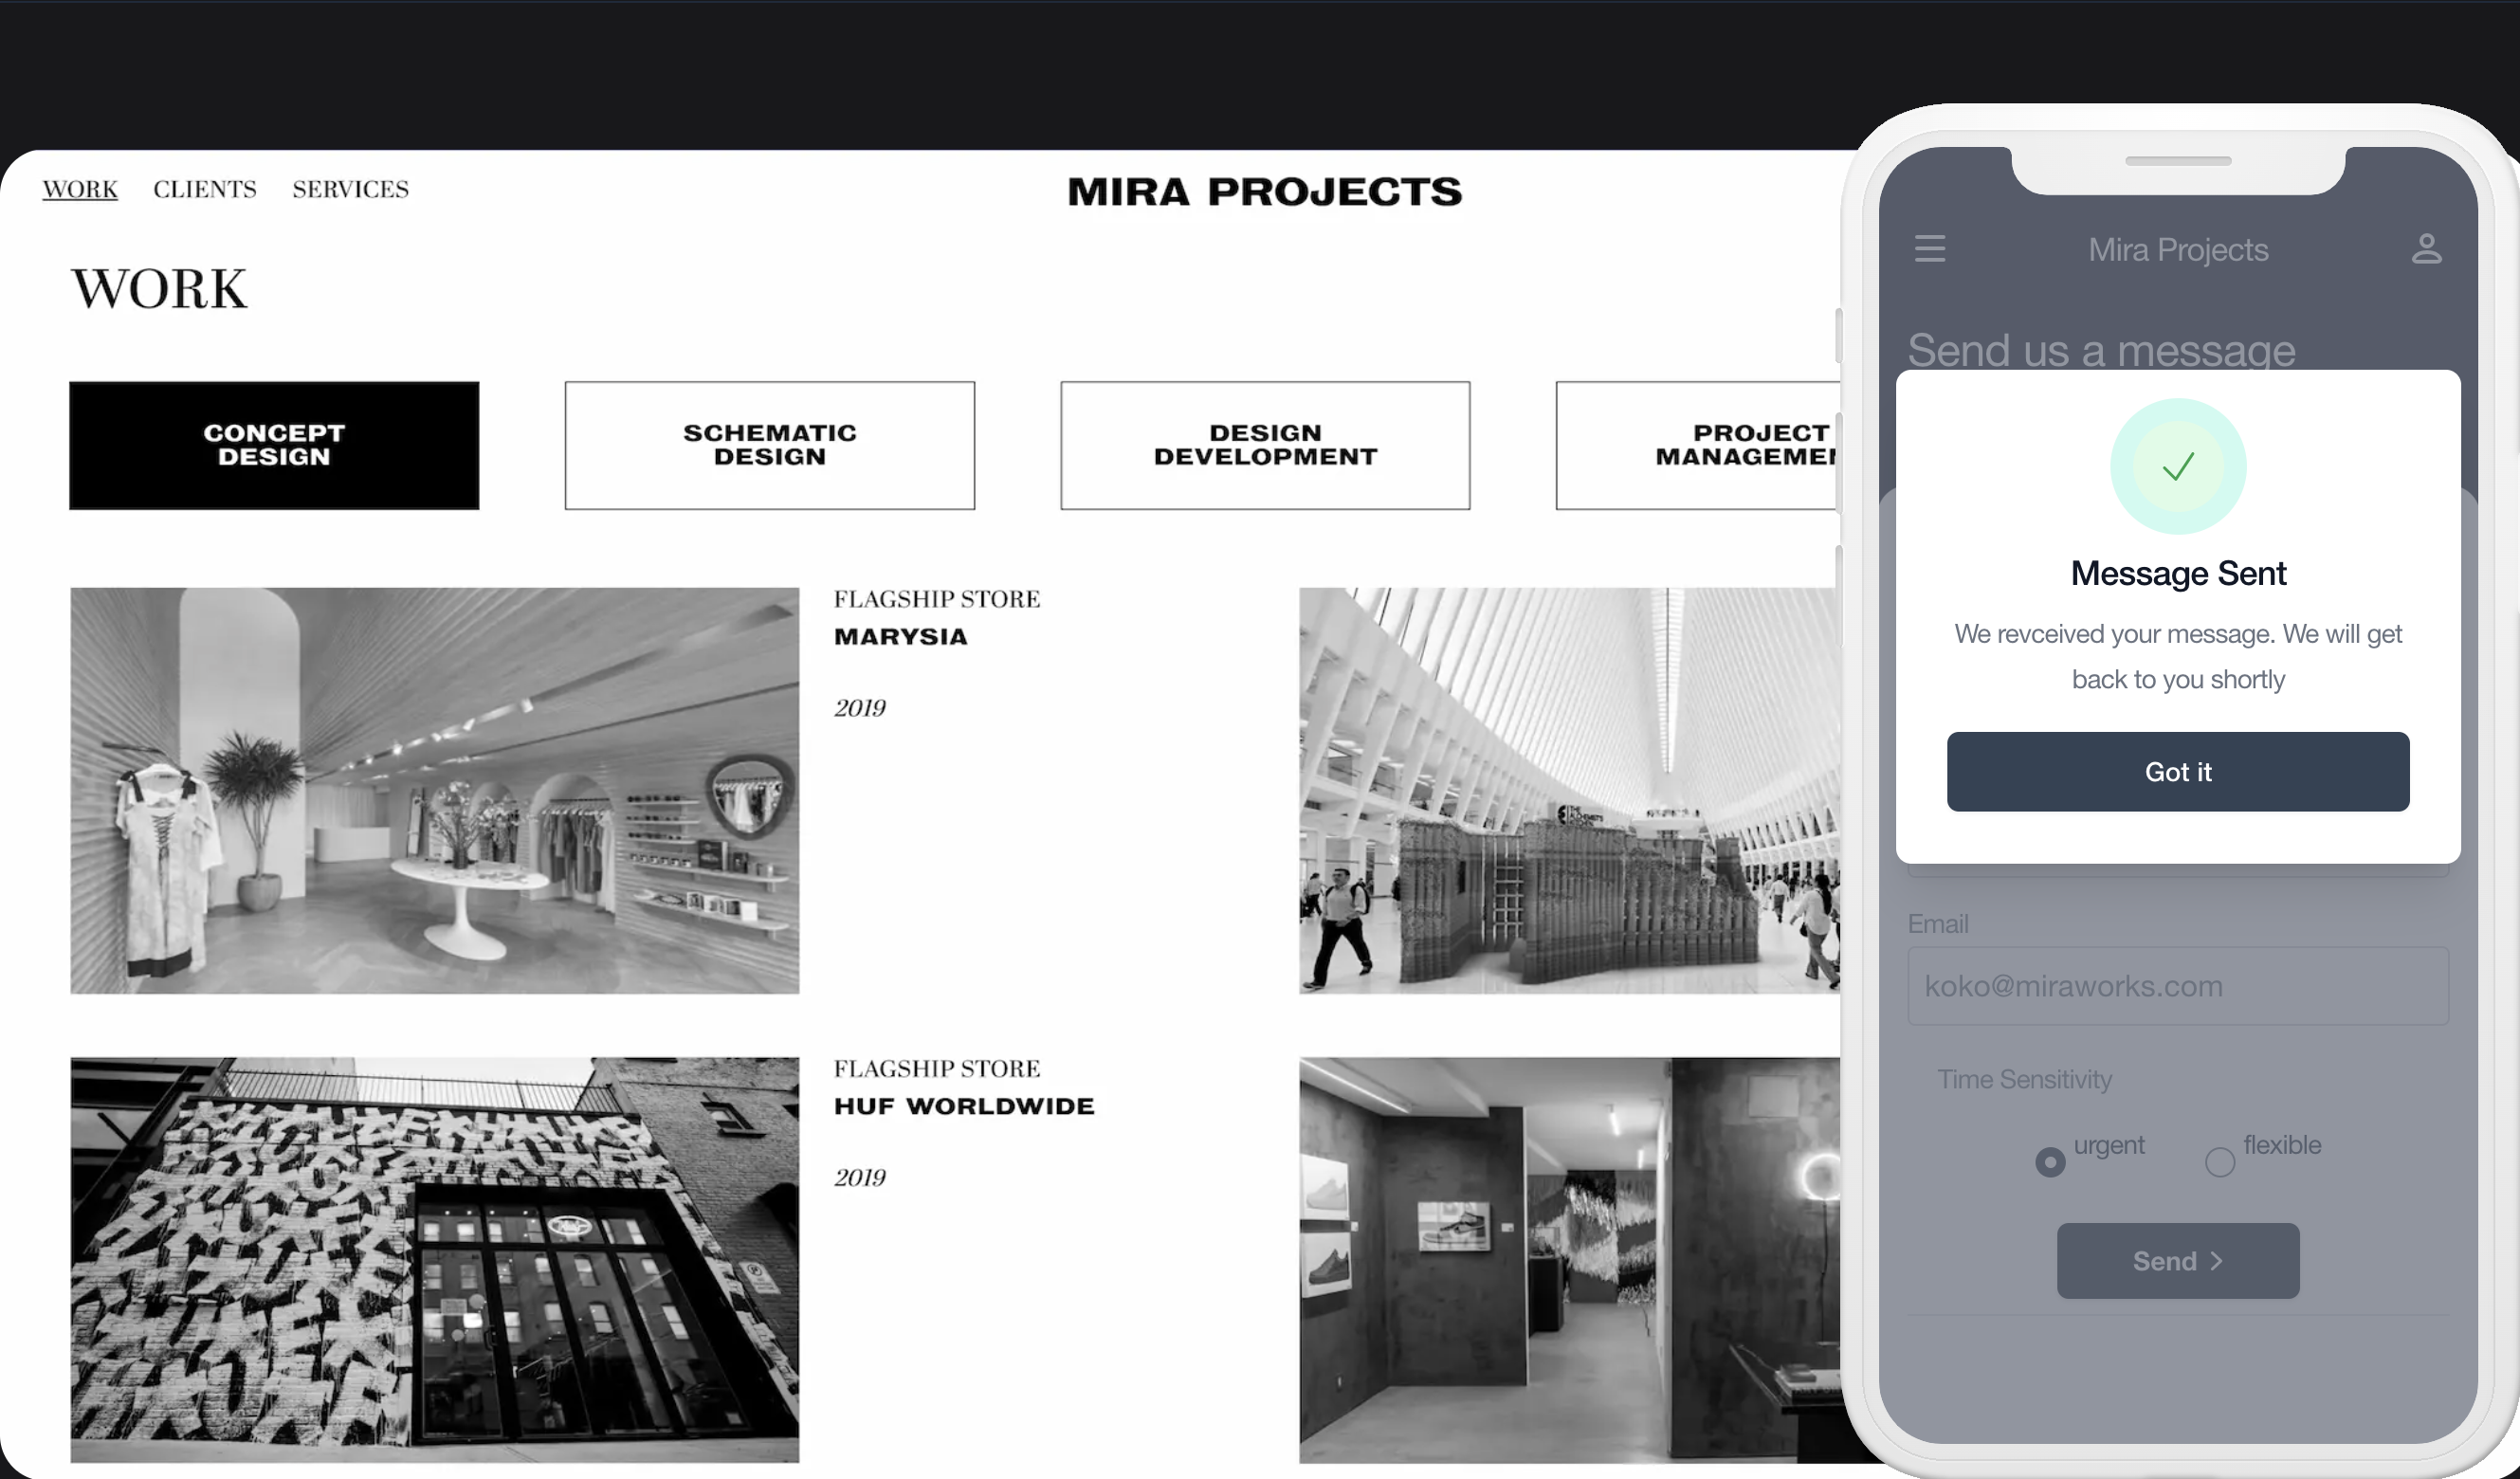 WORK CLIENTS SERVICES
MIRA PROJECTS
WORK
CONCEPT
DESIGN
SCHEMATIC
DESIGN
DESIGN
DEVELOPMENT
PROJECT
FLAGSHIP STORE
MARYSIA
2019
FLAGSHIP STORE
HUF WORLDWIDE
2019
Mira Projects
Send us a message
Message Sent
We revceived your message. We will get
back to you shortly
Got it
Email
koko@miraworks.com
Time Sensitivity
urgent
flexible
Send